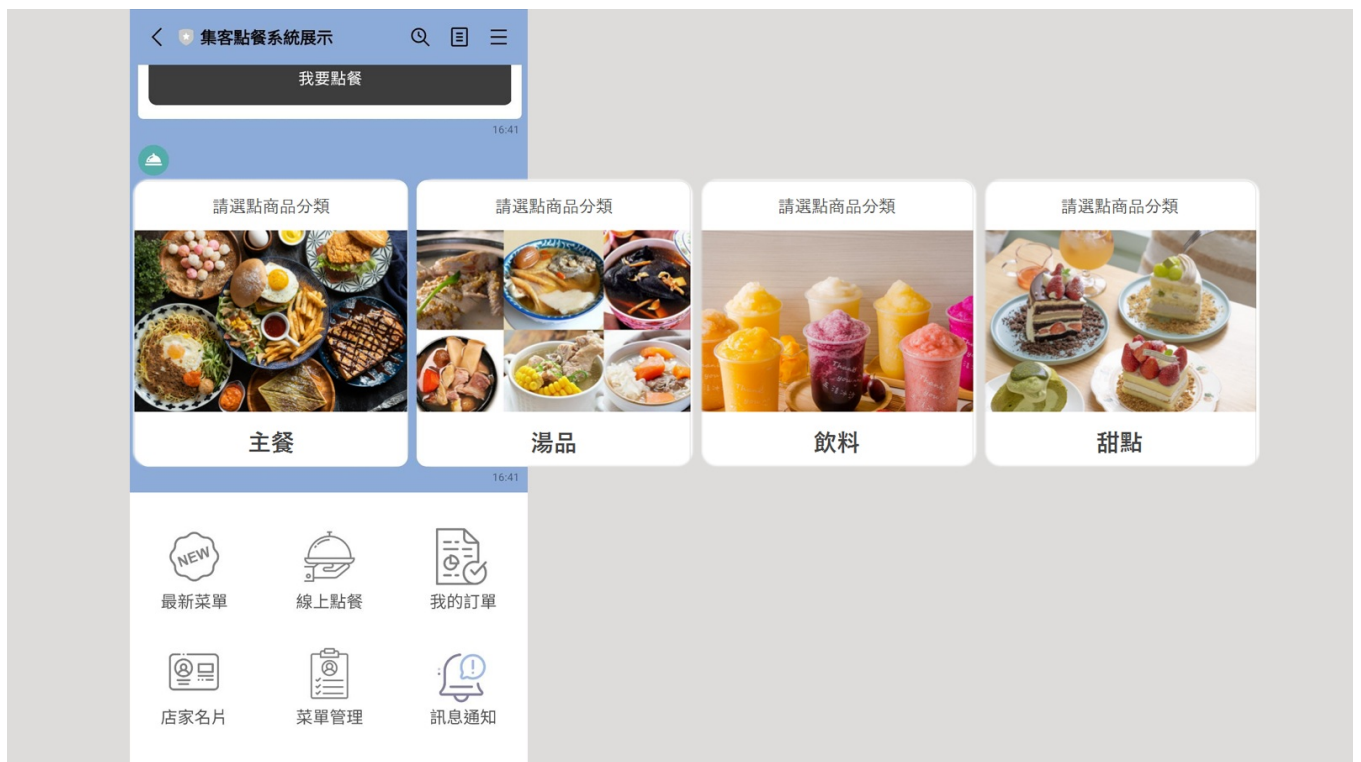 集客點餐系統展示
我要點餐
16:41
請選點商品分類
請選點商品分類
請選點商品分類
請選點商品分類
主餐
湯品
飲料
甜點
16:41
NEW
最新菜單
線上點餐
我的訂單
店家名片
菜單管理
訊息通知